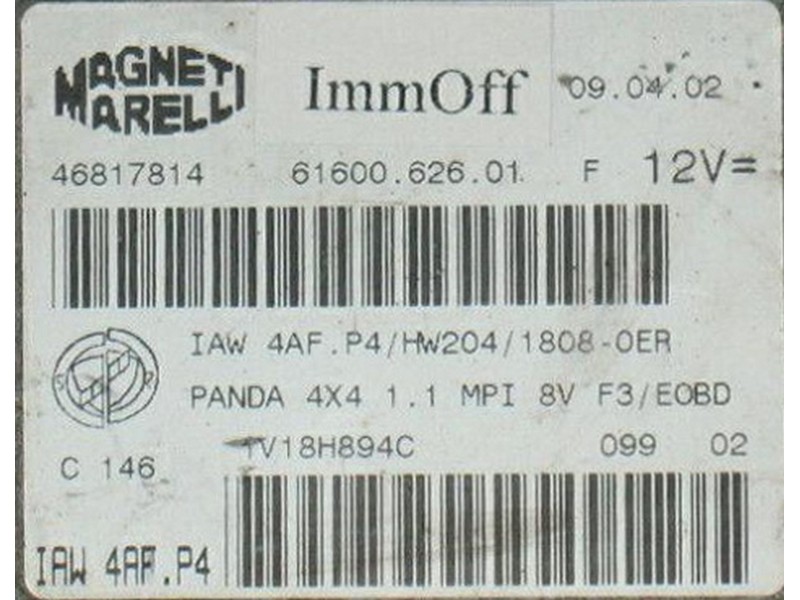 MAGNETI MARELLI
ImmOff
09.04.02
46817814 61600.626.01 F 12V=
IAW 4AF.P4/HW204/1808-0ER
PANDA 4X4 1.1 MPI 8V F3/EOBD
1V18H894C 099 02
C 146
IAW 4AF.P4